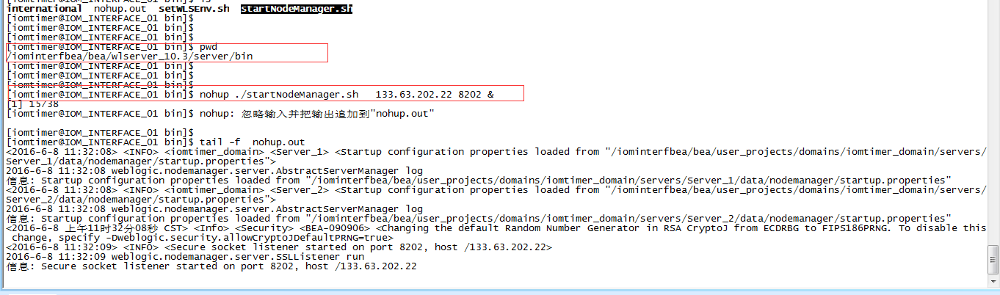 international  nohup.out  setWLSEnv.sh  startNodeManager.sh
[iomtimer@IOM_INTERFACE_01 bin]$
[iomtimer@IOM_INTERFACE_01 bin]$
[iomtimer@IOM_INTERFACE_01 bin]$
[iomtimer@IOM_INTERFACE_01 bin]$ pwd
/iominterfbea/bea/wlserver_10.3/server/bin
[iomtimer@IOM_INTERFACE_01 bin]$
[iomtimer@IOM_INTERFACE_01 bin]$
[iomtimer@IOM_INTERFACE_01 bin]$
[iomtimer@IOM_INTERFACE_01 bin]$ nohup ./startNodeManager.sh   133.63.202.22 8202 &
[1] 15738
[iomtimer@IOM_INTERFACE_01 bin]$ nohup: 忽略输入并把输出追加到"nohup.out"
[iomtimer@IOM_INTERFACE_01 bin]$
[iomtimer@IOM_INTERFACE_01 bin]$ tail -f  nohup.out
<2016-6-8 11:32:08> <INFO> <iomtimer_domain> <Server_1> <Startup configuration properties loaded from "/iominterfbea/bea/user_projects/domains/iomtimer_domain/servers/
Server_1/data/nodemanager/startup.properties">
2016-6-8 11:32:08 weblogic.nodemanager.server.AbstractServerManager log
信息: Startup configuration properties loaded from "/iominterfbea/bea/user_projects/domains/iomtimer_domain/servers/Server_1/data/nodemanager/startup.properties"
<2016-6-8 11:32:08> <INFO> <iomtimer_domain> <Server_2> <Startup configuration properties loaded from "/iominterfbea/bea/user_projects/domains/iomtimer_domain/servers/
Server_2/data/nodemanager/startup.properties">
2016-6-8 11:32:08 weblogic.nodemanager.server.AbstractServerManager log
信息: Startup configuration properties loaded from "/iominterfbea/bea/user_projects/domains/iomtimer_domain/servers/Server_2/data/nodemanager/startup.properties"
<2016-6-8 上午11时32分08秒 CST> <Info> <Security> <BEA-090906> <Changing the default Random Number Generator in RSA CryptoJ from ECDRBG to FIPS186PRNG. To disable this
 change, specify -Dweblogic.security.allowCryptoJDefaultPRNG=true>
<2016-6-8 11:32:09> <INFO> <Secure socket listener started on port 8202, host /133.63.202.22>
2016-6-8 11:32:09 weblogic.nodemanager.server.SSLListener run
信息: Secure socket listener started on port 8202, host /133.63.202.22